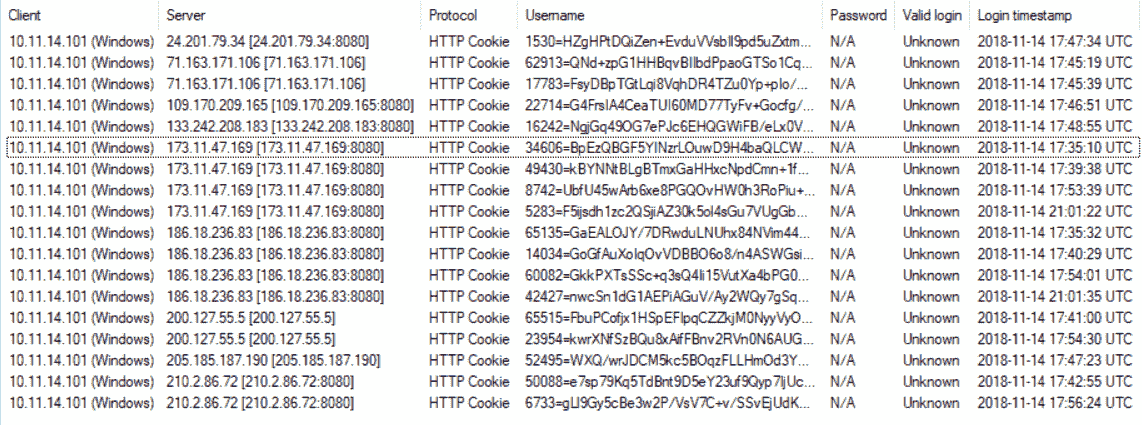 Client Server Protocol Username Password Valid login Login timestamp
10.11.14.101 (Windows) 24.201.79.34 [24.201.79.34:8080] HTTP Cookie 1530=HZgHPtDQiZen+EvduVVsbII9pd5uZxtm... N/A Unknown 2018-11-14 17:47:34 UTC
10.11.14.101 (Windows) 71.163.171.106 [71.163.171.106] HTTP Cookie 62913=QNd+zpG1HHBqvBIIbdPpaoGTSo1Cq... N/A Unknown 2018-11-14 17:45:19 UTC
10.11.14.101 (Windows) 71.163.171.106 [71.163.171.106] HTTP Cookie 17783=FsyDBpTGtLqi8VqhDR4TZu0Yp+plo/... N/A Unknown 2018-11-14 17:45:39 UTC
10.11.14.101 (Windows) 109.170.209.165 [109.170.209.165:8080] HTTP Cookie 22714=G4FrsIA4CeaTUI60MD77TyFv+Gocfg/... N/A Unknown 2018-11-14 17:46:51 UTC
10.11.14.101 (Windows) 133.242.208.183 [133.242.208.183:8080] HTTP Cookie 16242=NgjGq49OG7ePJc6EHQGWiFB/eLx0V... N/A Unknown 2018-11-14 17:48:55 UTC
10.11.14.101 (Windows) 173.11.47.169 [173.11.47.169:8080] HTTP Cookie 34606=BpEzQBGF5YINzrLOuwD9H4baQLCW... N/A Unknown 2018-11-14 17:35:10 UTC
10.11.14.101 (Windows) 173.11.47.169 [173.11.47.169:8080] HTTP Cookie 49430=kBYNNtBLgBTmxGaHHxcNpdCmn+1f... N/A Unknown 2018-11-14 17:39:38 UTC
10.11.14.101 (Windows) 173.11.47.169 [173.11.47.169:8080] HTTP Cookie 8742=UbfU45wArb6xe8PGQOvHW0h3RoPiu+... N/A Unknown 2018-11-14 17:53:39 UTC
10.11.14.101 (Windows) 173.11.47.169 [173.11.47.169:8080] HTTP Cookie 5283=F5ijsdh1zc2QSjiAZ30k5ol4sGu7VUgGb... N/A Unknown 2018-11-14 21:01:22 UTC
10.11.14.101 (Windows) 186.18.236.83 [186.18.236.83:8080] HTTP Cookie 65135=GaEALOJY/7DRwduLNUhx84NVim44... N/A Unknown 2018-11-14 17:35:32 UTC
10.11.14.101 (Windows) 186.18.236.83 [186.18.236.83:8080] HTTP Cookie 14034=GoGfAuXolqOvVDBBO6o8/n4ASWGsi... N/A Unknown 2018-11-14 17:40:29 UTC
10.11.14.101 (Windows) 186.18.236.83 [186.18.236.83:8080] HTTP Cookie 60082=GkkPXTsSSc+q3sQ4Ii15VutXa4bPG0... N/A Unknown 2018-11-14 17:54:01 UTC
10.11.14.101 (Windows) 186.18.236.83 [186.18.236.83:8080] HTTP Cookie 42427=nwcSn1dG1AEPiAGuV/Ay2WQy7gSq... N/A Unknown 2018-11-14 21:01:35 UTC
10.11.14.101 (Windows) 200.127.55.5 [200.127.55.5] HTTP Cookie 65515=FbuPCofjx1HSpEFlpqCZZkjM0NyyVyO... N/A Unknown 2018-11-14 17:41:00 UTC
10.11.14.101 (Windows) 200.127.55.5 [200.127.55.5] HTTP Cookie 23954=kwrXNfSzBQu8xAifFBnv2RVn0N6AUG... N/A Unknown 2018-11-14 17:54:30 UTC
10.11.14.101 (Windows) 205.185.187.190 [205.185.187.190] HTTP Cookie 52495=WXQ/wrJDCM5kc5BOqzFLLHmOd3Y... N/A Unknown 2018-11-14 17:47:23 UTC
10.11.14.101 (Windows) 210.2.86.72 [210.2.86.72:8080] HTTP Cookie 50088=e7sp79Kq5TdBnt9D5eY23uf9Qyp7ljUc... N/A Unknown 2018-11-14 17:42:55 UTC
10.11.14.101 (Windows) 210.2.86.72 [210.2.86.72:8080] HTTP Cookie 6733=gLI9Gy5cBe3w2P/VsV7C+v/SSvEjUdK... N/A Unknown 2018-11-14 17:56:24 UTC